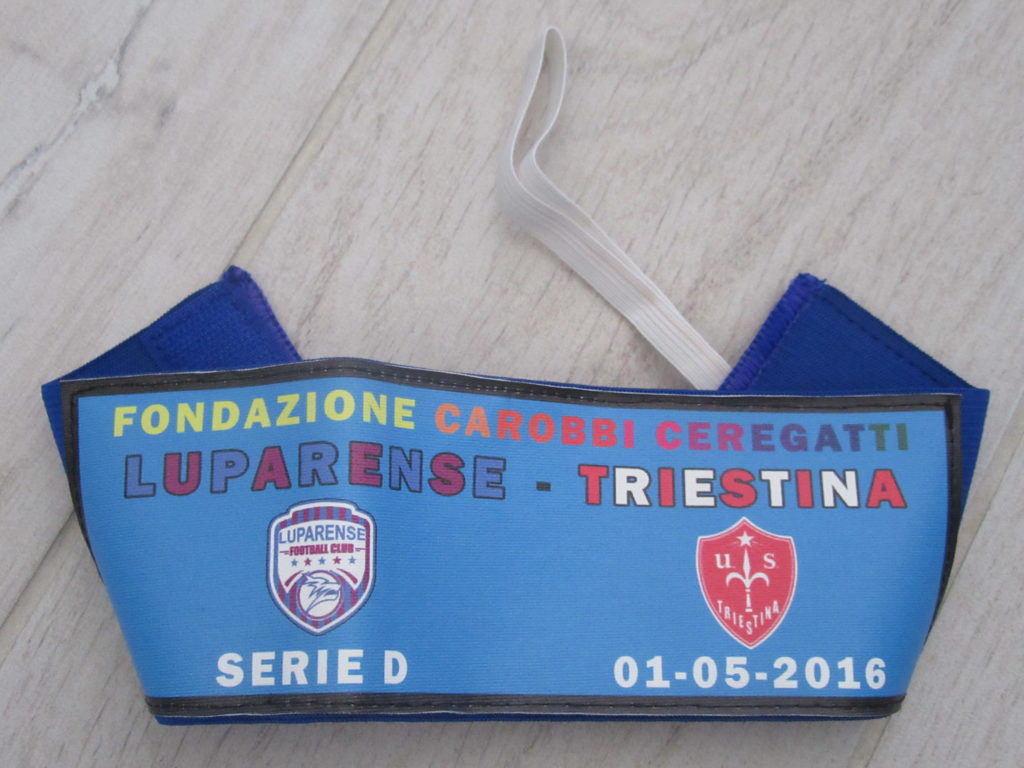 FONDAZIONE CAROBBI CEREGATTI
LUPARENSE - TRIESTINA
LUPARENSE
FOOTBALL CLUB
U S
TRIESTINA
SERIE D
01-05-2016